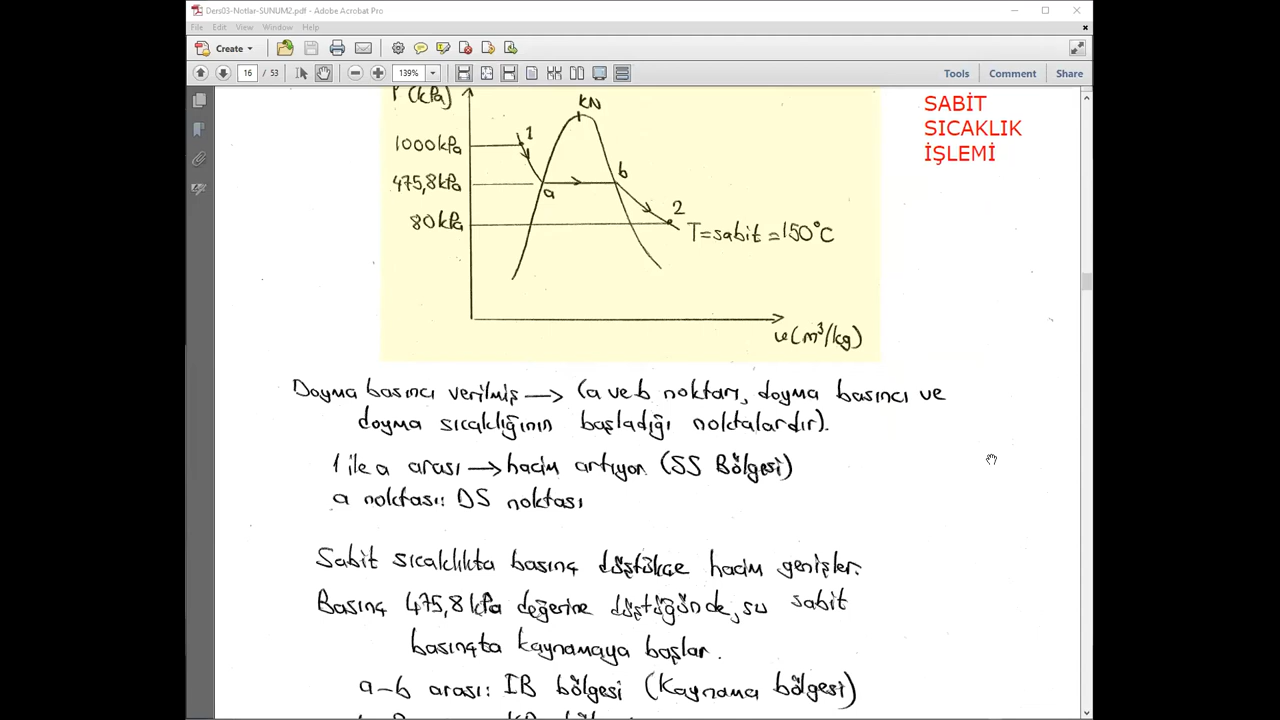 Ders03-Notlar-SUNUM2.pdf - Adobe Acrobat Pro
File Edit View Window Help
Create
16 / 53 139% Tools Comment Share
P (kPa)
KN
SABİT
SICAKLIK
İŞLEMİ
1
1000kPa
475,8kPa
a
b
80kPa
2
T=sabit=150°C
v(m³/kg)
Doyma basıncı verilmiş → (a ve b noktarı, doyma basıncı ve
doyma sıcaklığının başladığı noktalardır).
1 ile a arası → hacim artıyor. (SS Bölgesi)
a noktası: DS noktası
Sabit sıcaklıkta basınç düştükçe hacim genişler.
Basınç 475,8 kPa değerine düştüğünde, su sabit
basınçta kaynamaya başlar.
a-b arası: IB bölgesi (Kaynama bölgesi)